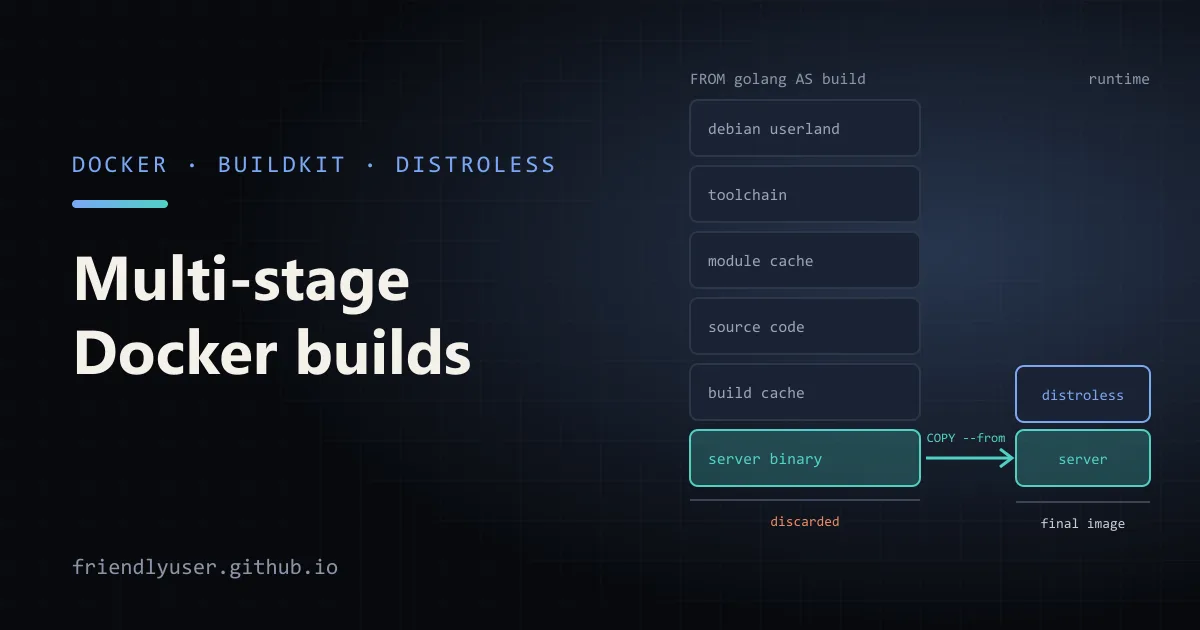 DOCKER · BUILDKIT · DISTROLESS
Multi-stage
Docker builds
friendlyuser.github.io
FROM golang AS build
debian userland
toolchain
module cache
source code
build cache
server binary
discarded
COPY --from
runtime
distroless
server
final image